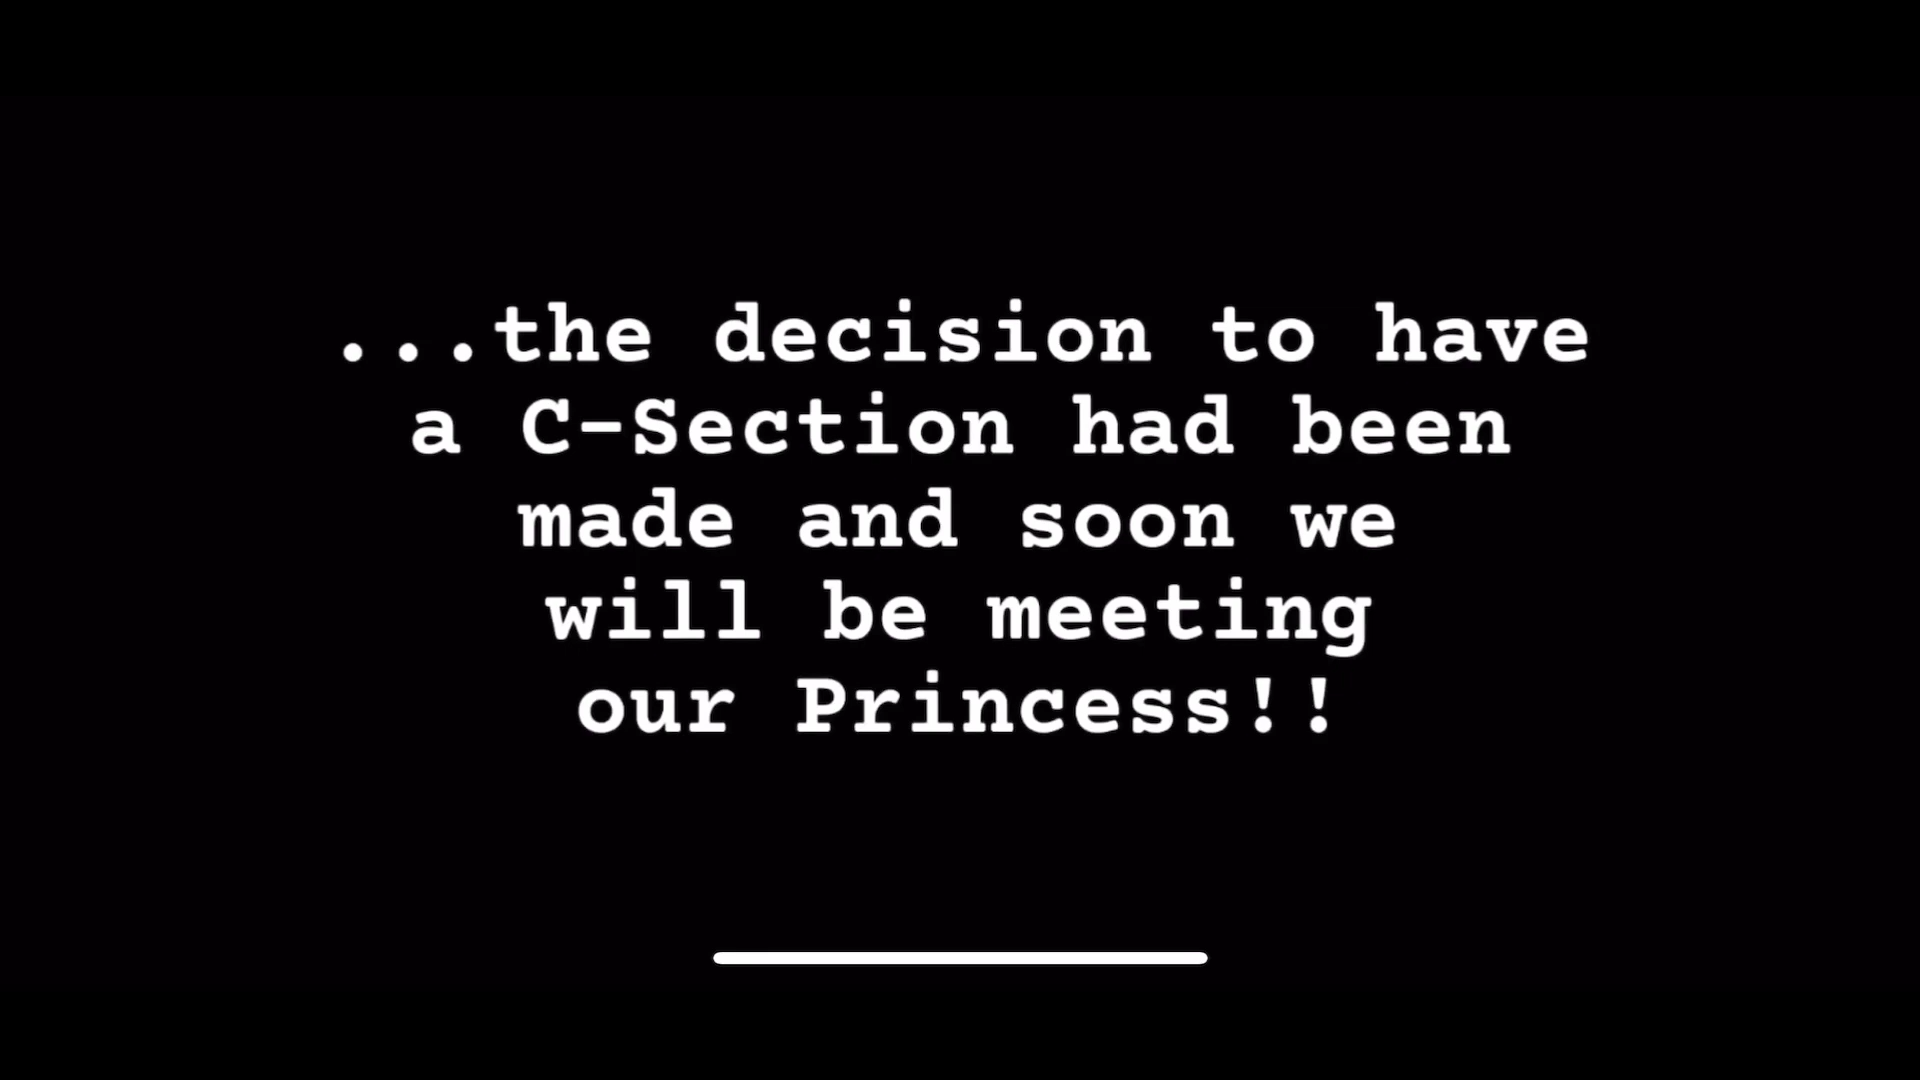 ...the decision to have
a C-Section had been
made and soon we
will be meeting
our Princess!!